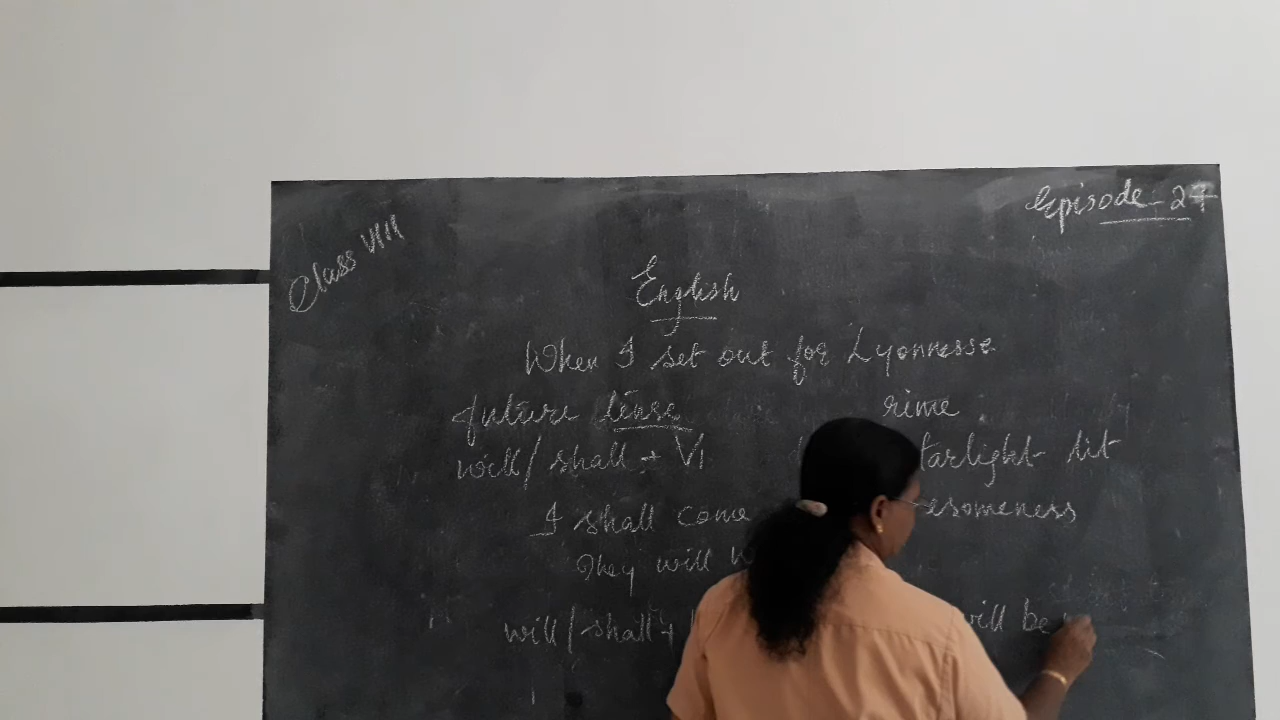 Class VIII
Episode - 27
English
When I set out for Lyonnesse
future tense
rime
will/shall + V1
starlight lit
I shall come
esomeness
They will
will/shall +
will be